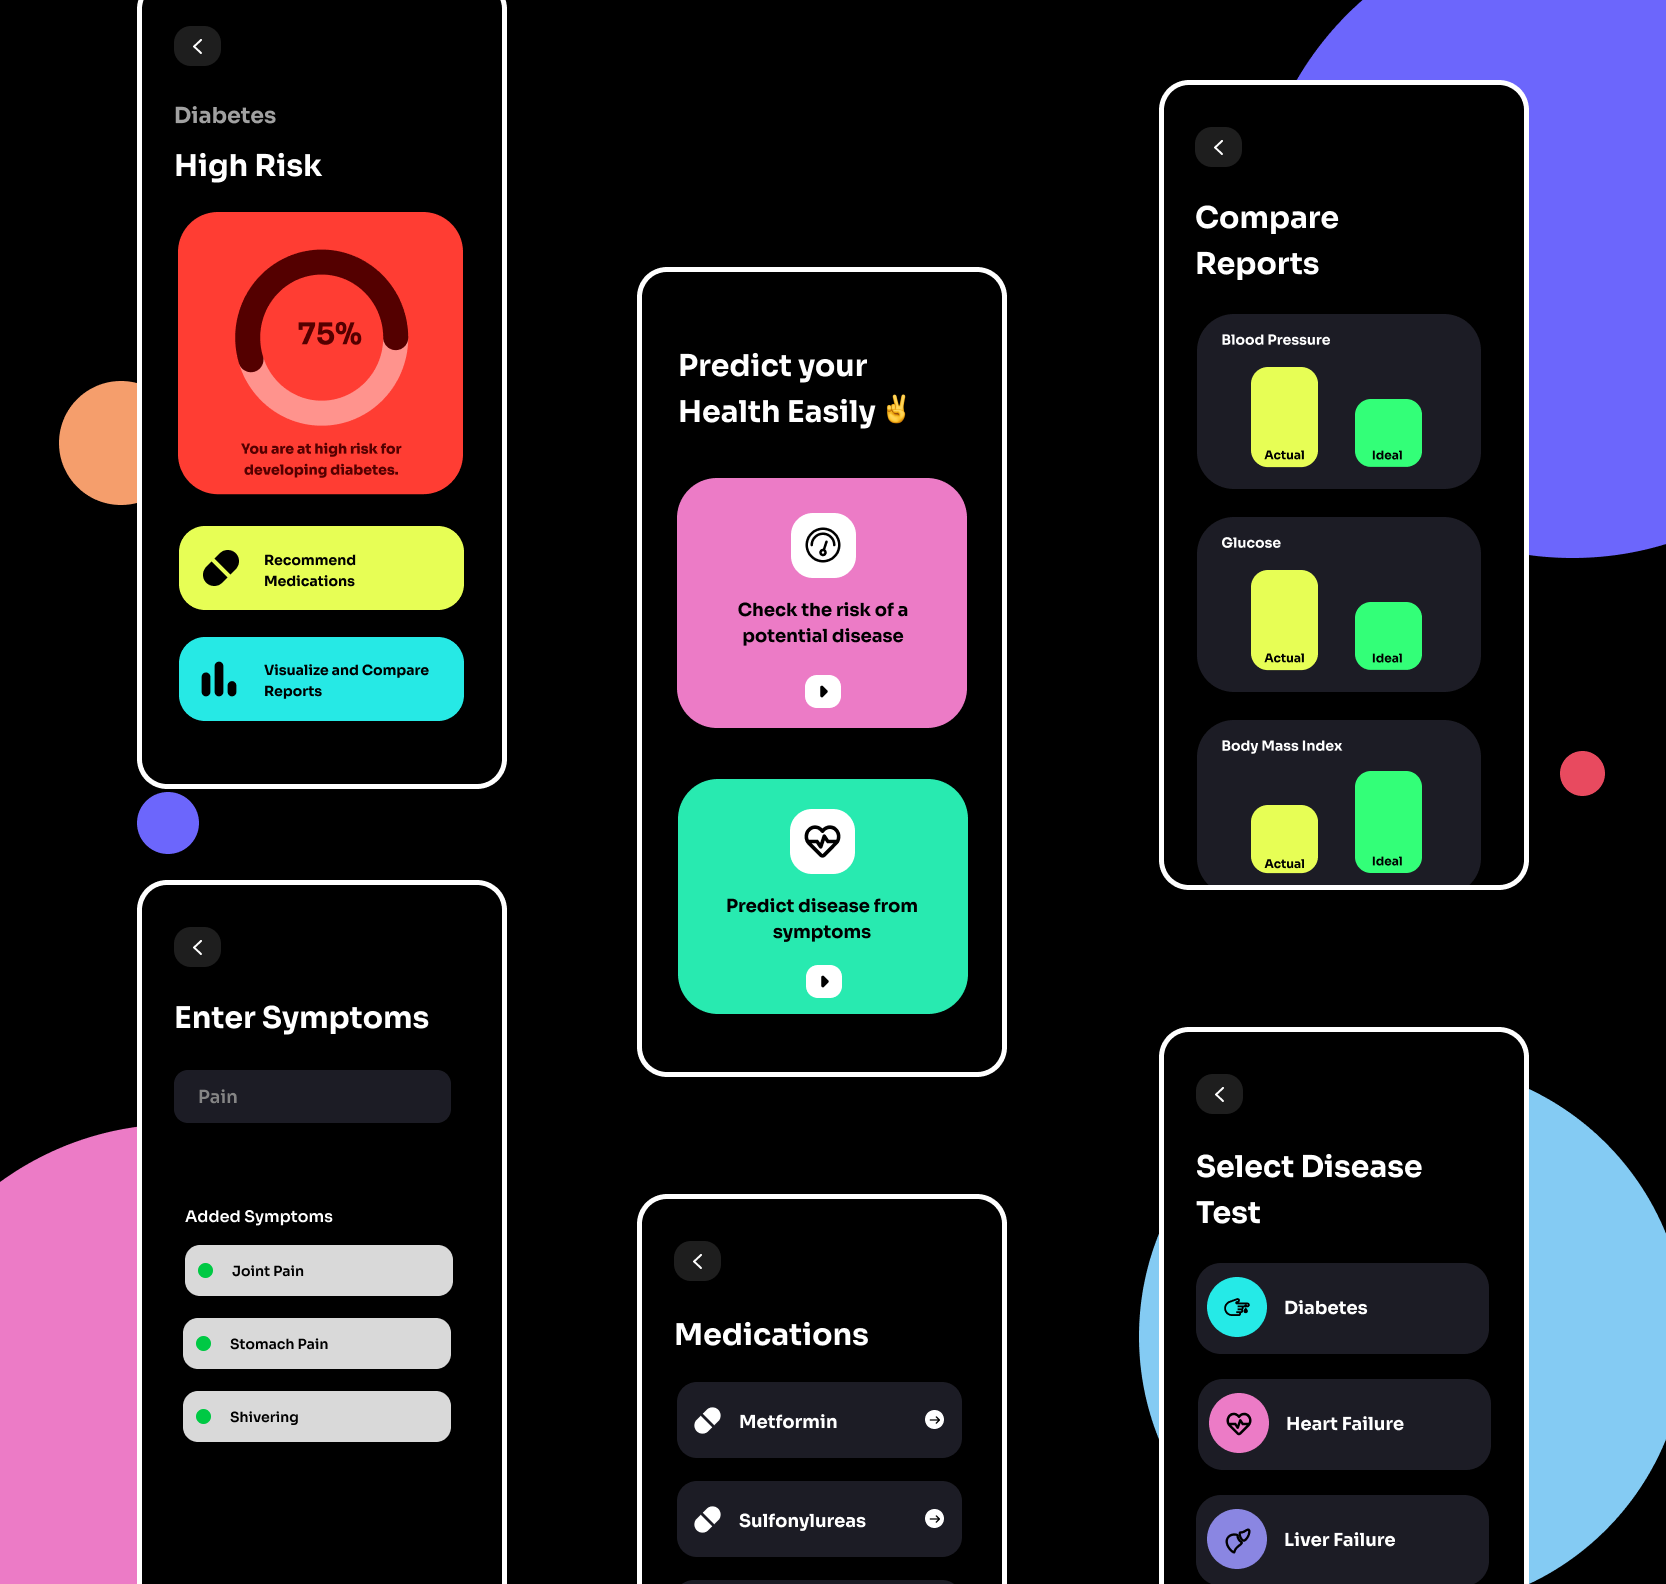 Diabetes
High Risk
75%
You are at high risk for
developing diabetes.
Recommend
Medications
Visualize and Compare
Reports
Enter Symptoms
Pain
Added Symptoms
Joint Pain
Stomach Pain
Shivering
Predict your
Health Easily ✌️
Check the risk of a
potential disease
Predict disease from
symptoms
Medications
Metformin
Sulfonylureas
Compare
Reports
Blood Pressure
Actual
Ideal
Glucose
Actual
Ideal
Body Mass Index
Actual
Ideal
Select Disease
Test
Diabetes
Heart Failure
Liver Failure